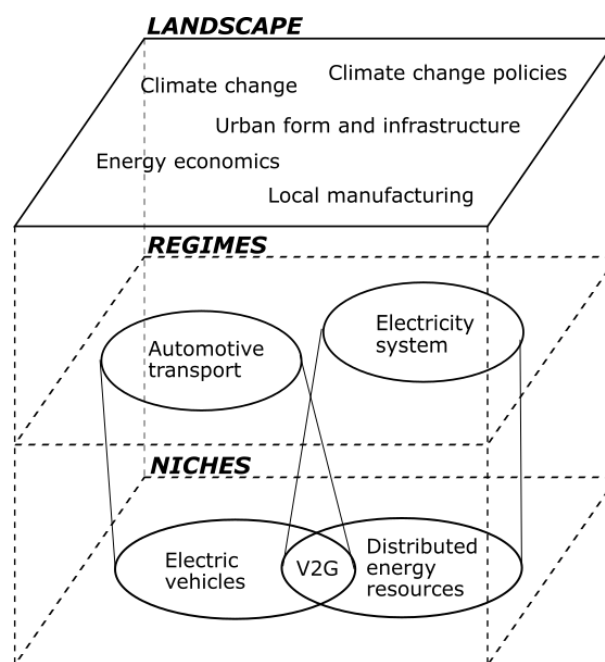 LANDSCAPE
Climate change policies
Climate change
Urban form and infrastructure
Energy economics
Local manufacturing
REGIMES
Electricity
system
Automotive
transport
NICHES
Electric
vehicles
V2G
Distributed
energy
resources